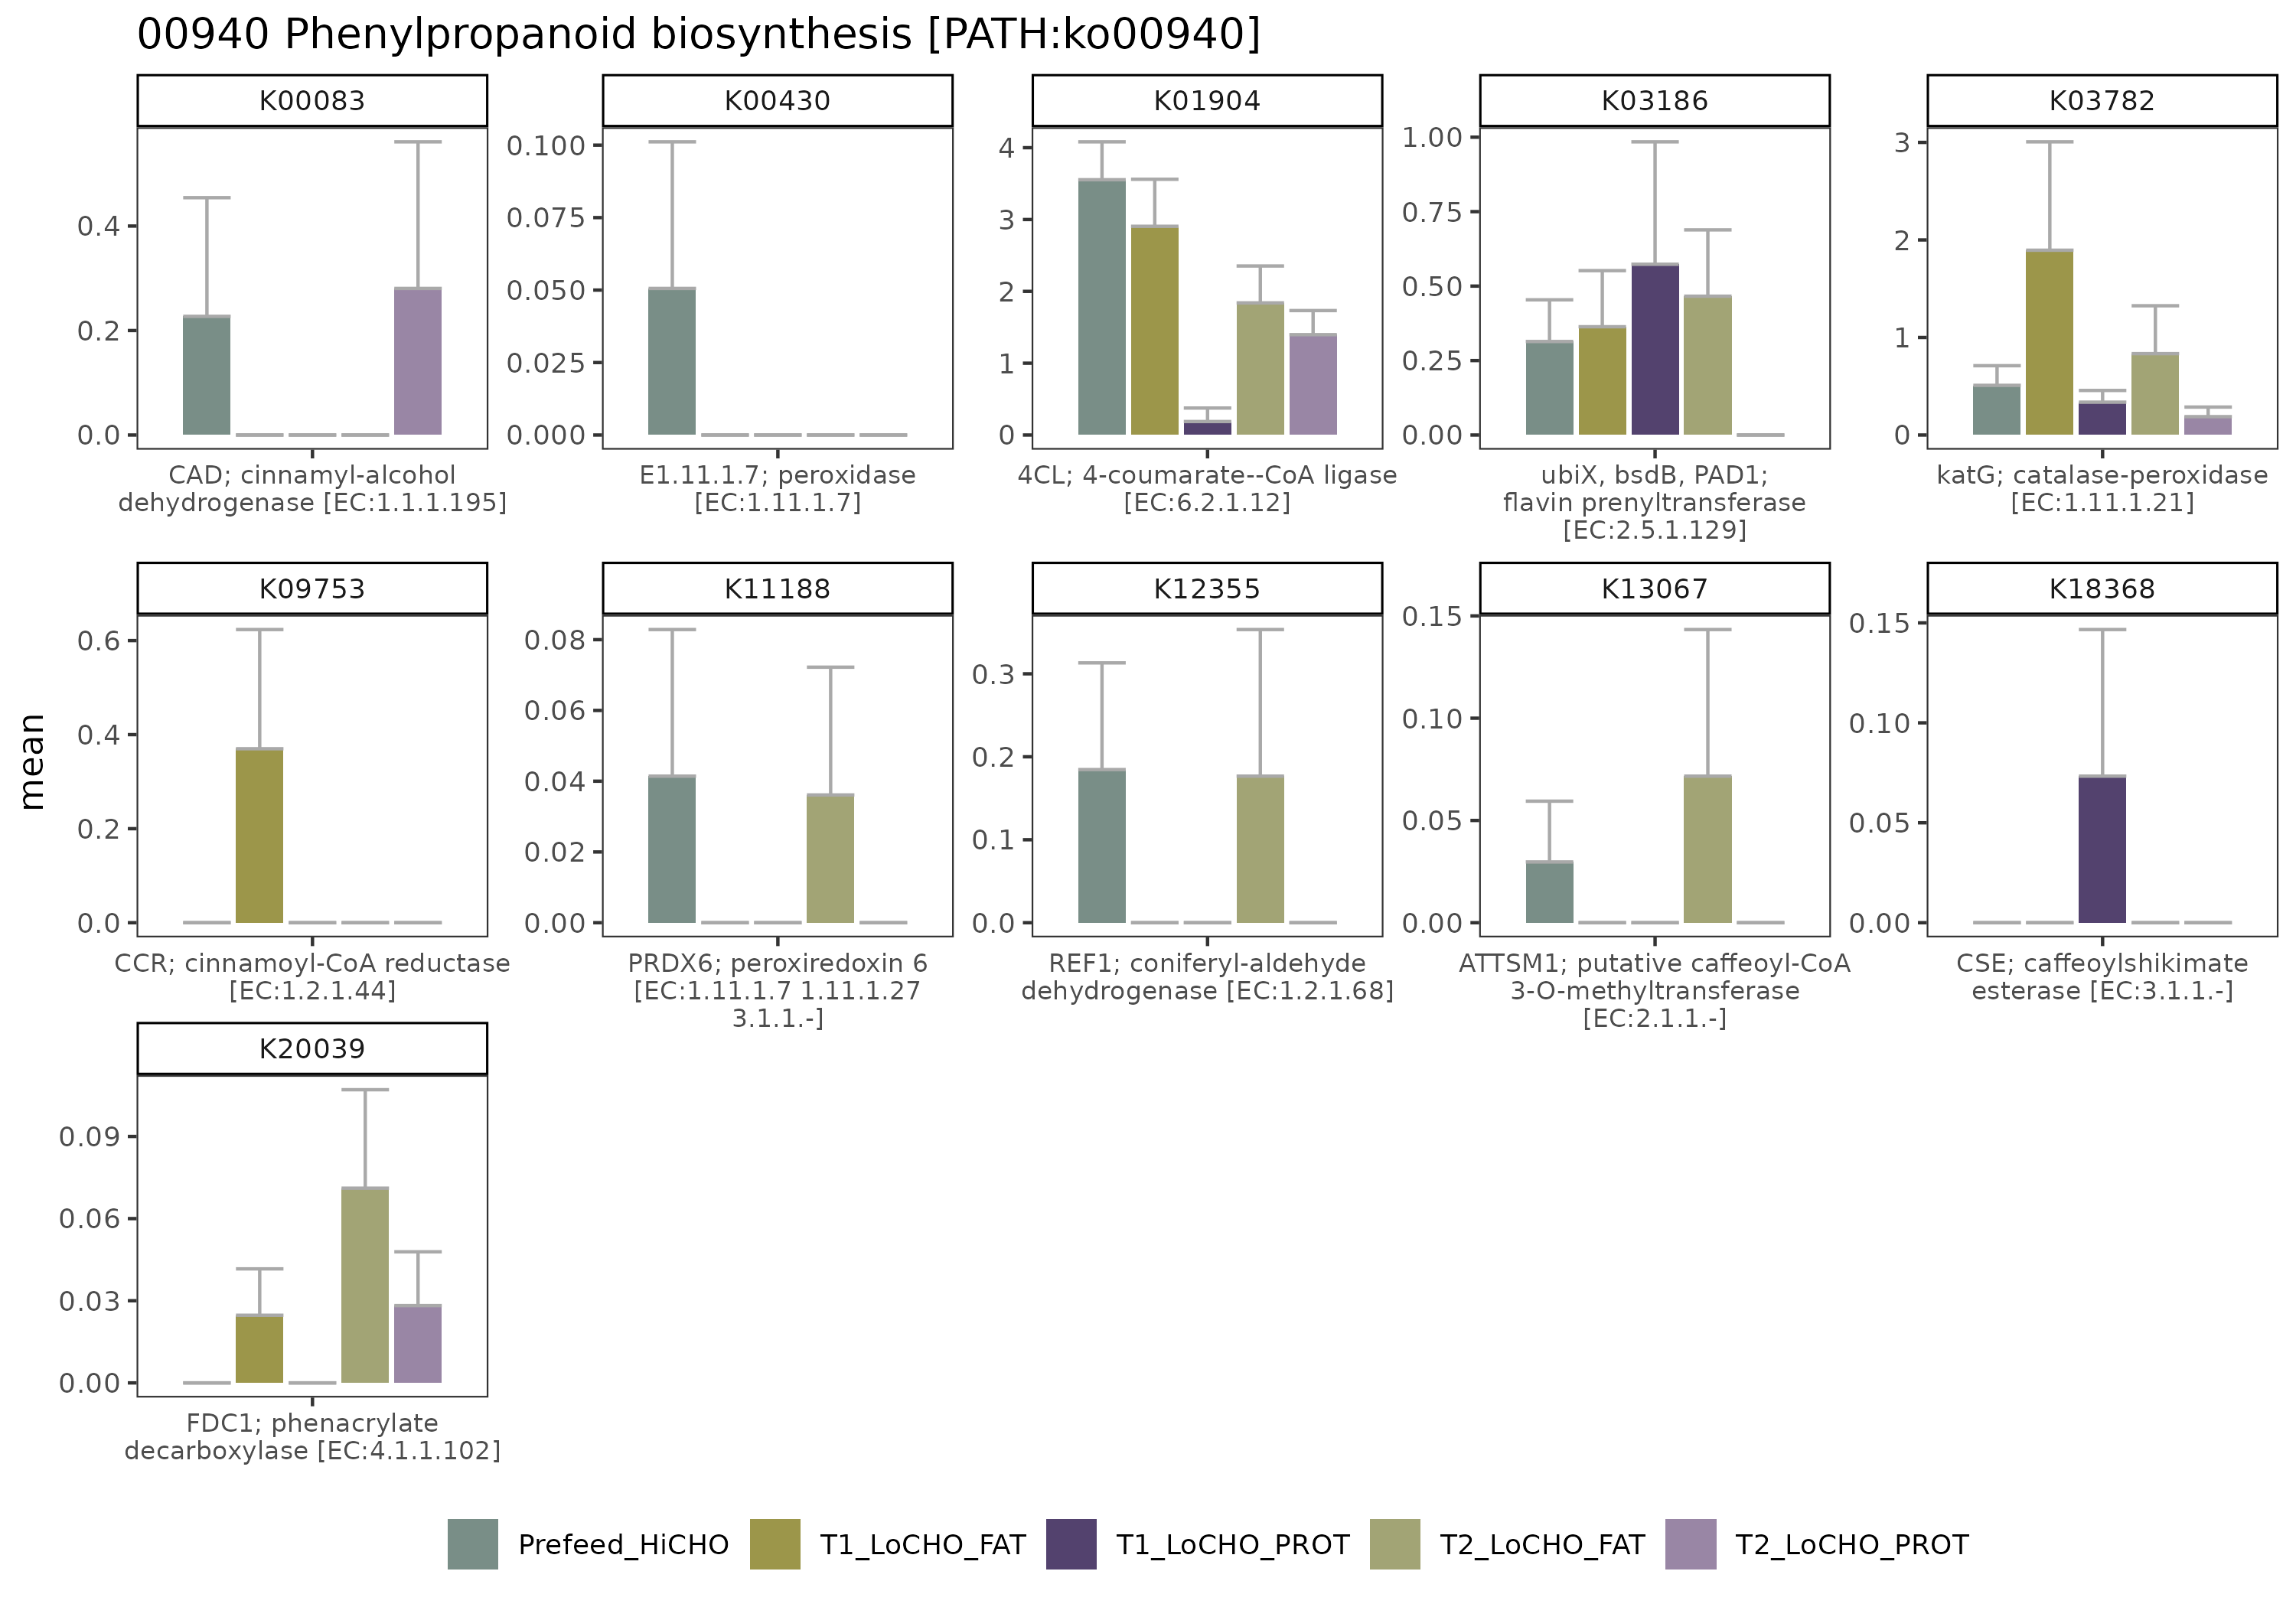 00940 Phenylpropanoid biosynthesis [PATH:ko00940]
K00083
K00430
K01904
K03186
K03782
0.4
0.2
0.0
0.100
0.075
0.050
0.025
0.000
4
3
2
1
0
1.00
0.75
0.50
0.25
0.00
3
2
1
0
CAD; cinnamyl-alcohol
dehydrogenase [EC:1.1.1.195]
E1.11.1.7; peroxidase
[EC:1.11.1.7]
4CL; 4-coumarate--CoA ligase
[EC:6.2.1.12]
ubiX, bsdB, PAD1;
flavin prenyltransferase
[EC:2.5.1.129]
katG; catalase-peroxidase
[EC:1.11.1.21]
mean
K09753
K11188
K12355
K13067
K18368
0.6
0.4
0.2
0.0
0.08
0.06
0.04
0.02
0.00
0.3
0.2
0.1
0.0
0.15
0.10
0.05
0.00
0.15
0.10
0.05
0.00
CCR; cinnamoyl-CoA reductase
[EC:1.2.1.44]
PRDX6; peroxiredoxin 6
[EC:1.11.1.7 1.11.1.27
3.1.1.-]
REF1; coniferyl-aldehyde
dehydrogenase [EC:1.2.1.68]
ATTSM1; putative caffeoyl-CoA
3-O-methyltransferase
[EC:2.1.1.-]
CSE; caffeoylshikimate
esterase [EC:3.1.1.-]
K20039
0.09
0.06
0.03
0.00
FDC1; phenacrylate
decarboxylase [EC:4.1.1.102]
Prefeed_HiCHO
T1_LoCHO_FAT
T1_LoCHO_PROT
T2_LoCHO_FAT
T2_LoCHO_PROT